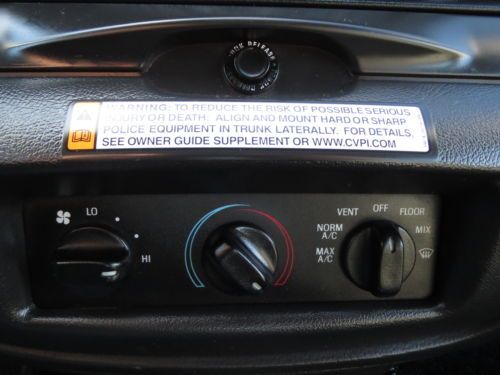 TRUNK RELEASE
WARNING: TO REDUCE THE RISK OF POSSIBLE SERIOUS
INJURY OR DEATH: ALIGN AND MOUNT HARD OR SHARP
POLICE EQUIPMENT IN TRUNK LATERALLY. FOR DETAILS,
SEE OWNER GUIDE SUPPLEMENT OR WWW.CVPI.COM
LO
HI
VENT OFF FLOOR
NORM
A/C
MIX
MAX
A/C